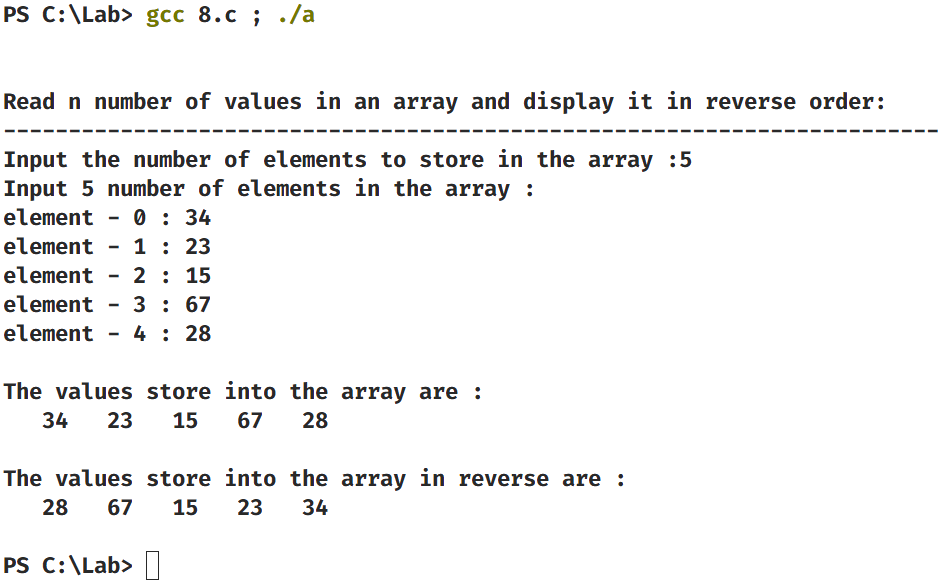 PS C:\Lab> gcc 8.c ; ./a
Read n number of values in an array and display it in reverse order:
------------------------------------------------------------------------
Input the number of elements to store in the array :5
Input 5 number of elements in the array :
element - 0 : 34
element - 1 : 23
element - 2 : 15
element - 3 : 67
element - 4 : 28
The values store into the array are :
34 23 15 67 28
The values store into the array in reverse are :
28 67 15 23 34
PS C:\Lab>